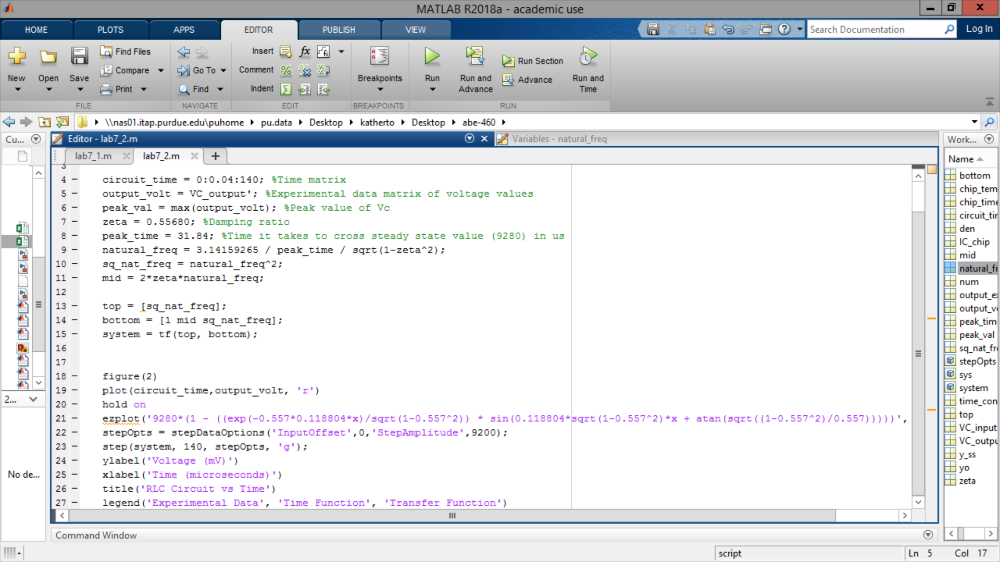 MATLAB R2018a - academic use
HOME PLOTS APPS EDITOR PUBLISH VIEW Search Documentation Log In
New Open Save Find Files Compare Print
Go To Find
Insert Comment Indent
Breakpoints
Run Run and Advance Run Section Advance Run and Time
FILE NAVIGATE EDIT BREAKPOINTS RUN
\\nas01.itap.purdue.edu\puhome pu.data Desktop katherto Desktop abe-460
Cu...
Editor - lab7_2.m
Variables - natural_freq
Work...
lab7_1.m lab7_2.m
3
4 circuit_time = 0:0.04:140; %Time matrix
5 output_volt = VC_output'; %Experimental data matrix of voltage values
6 peak_val = max(output_volt); %Peak value of Vc
7 zeta = 0.55680; %Damping ratio
8 peak_time = 31.84; %Time it takes to cross steady state value (9280) in us
9 natural_freq = 3.14159265 / peak_time / sqrt(1-zeta^2);
10 sq_nat_freq = natural_freq^2;
11 mid = 2*zeta*natural_freq;
12
13 top = [sq_nat_freq];
14 bottom = [1 mid sq_nat_freq];
15 system = tf(top, bottom);
16
17
18 figure(2)
19 plot(circuit_time,output_volt, 'r')
20 hold on
21 ezplot('9280*(1 - ((exp(-0.557*0.118804*x)/sqrt(1-0.557^2)) * sin(0.118804*sqrt(1-0.557^2)*x + atan(sqrt((1-0.557^2)/0.557)))))',
22 stepOpts = stepDataOptions('InputOffset',0,'StepAmplitude',9200);
23 step(system, 140, stepOpts, 'g');
24 ylabel('Voltage (mV)')
25 xlabel('Time (microseconds)')
26 title('RLC Circuit vs Time')
27 legend('Experimental Data', 'Time Function', 'Transfer Function')
2...
No de...
Name
bottom
chip_tem
chip_time
circuit_tir
den
IC_chip
mid
natural_fr
num
output_ex
output_vo
peak_tim
peak_val
sq_nat_fre
stepOpts
sys
system
time_con
top
VC_input
VC_outpu
y_ss
yo
zeta
Command Window
script Ln 5 Col 17